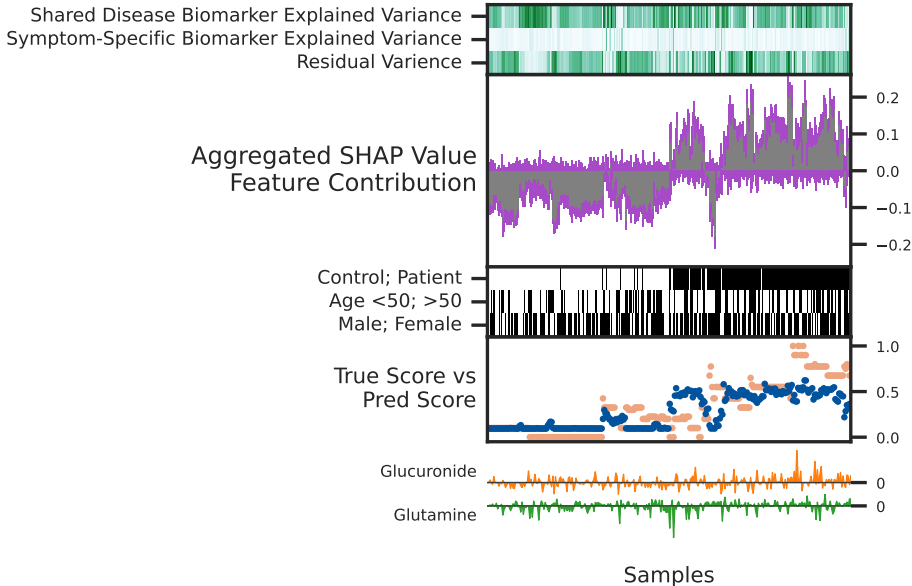 Shared Disease Biomarker Explained Variance
Symptom-Specific Biomarker Explained Variance
Residual Varience
Aggregated SHAP Value
Feature Contribution
0.2
0.1
0.0
−0.1
−0.2
Control; Patient
Age <50; >50
Male; Female
True Score vs
Pred Score
1.0
0.5
0.0
Glucuronide
0
Glutamine
0
Samples